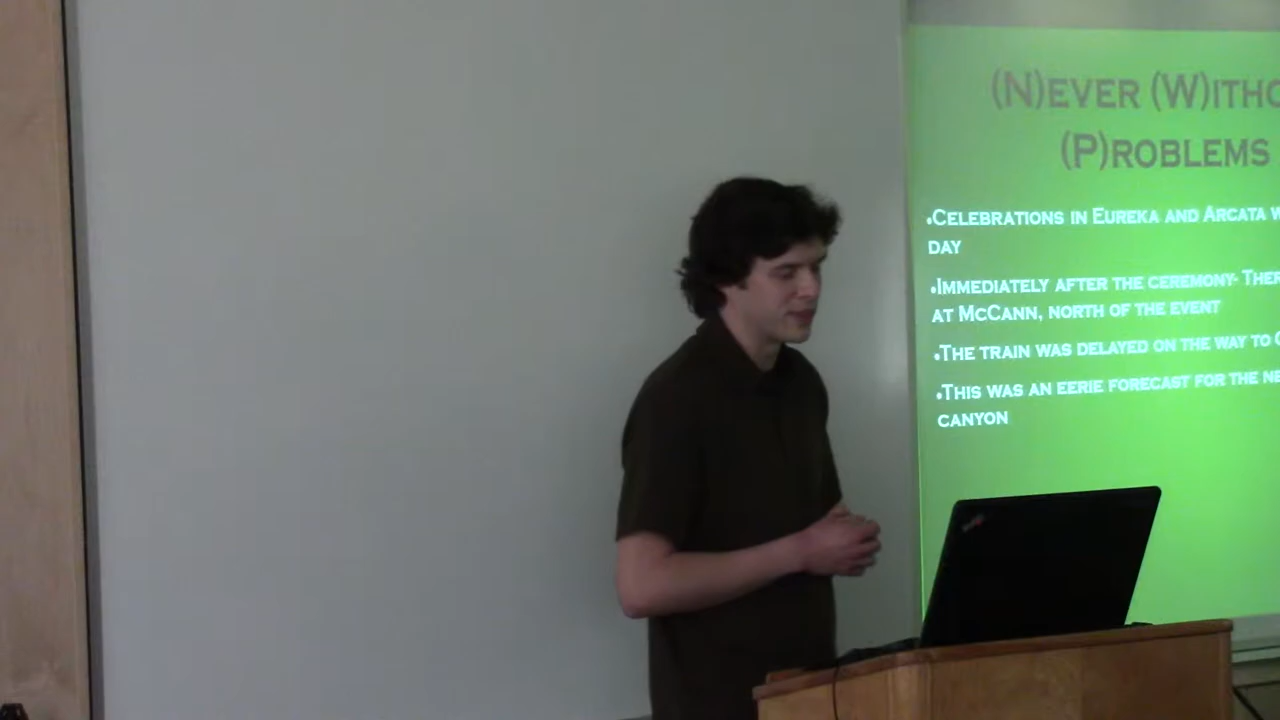 (N)EVER (W)ITHO
(P)ROBLEMS
•CELEBRATIONS IN EUREKA AND ARCATA W
DAY
•IMMEDIATELY AFTER THE CEREMONY- THER
AT MCCANN, NORTH OF THE EVENT
•THE TRAIN WAS DELAYED ON THE WAY TO
•THIS WAS AN EERIE FORECAST FOR THE NE
CANYON